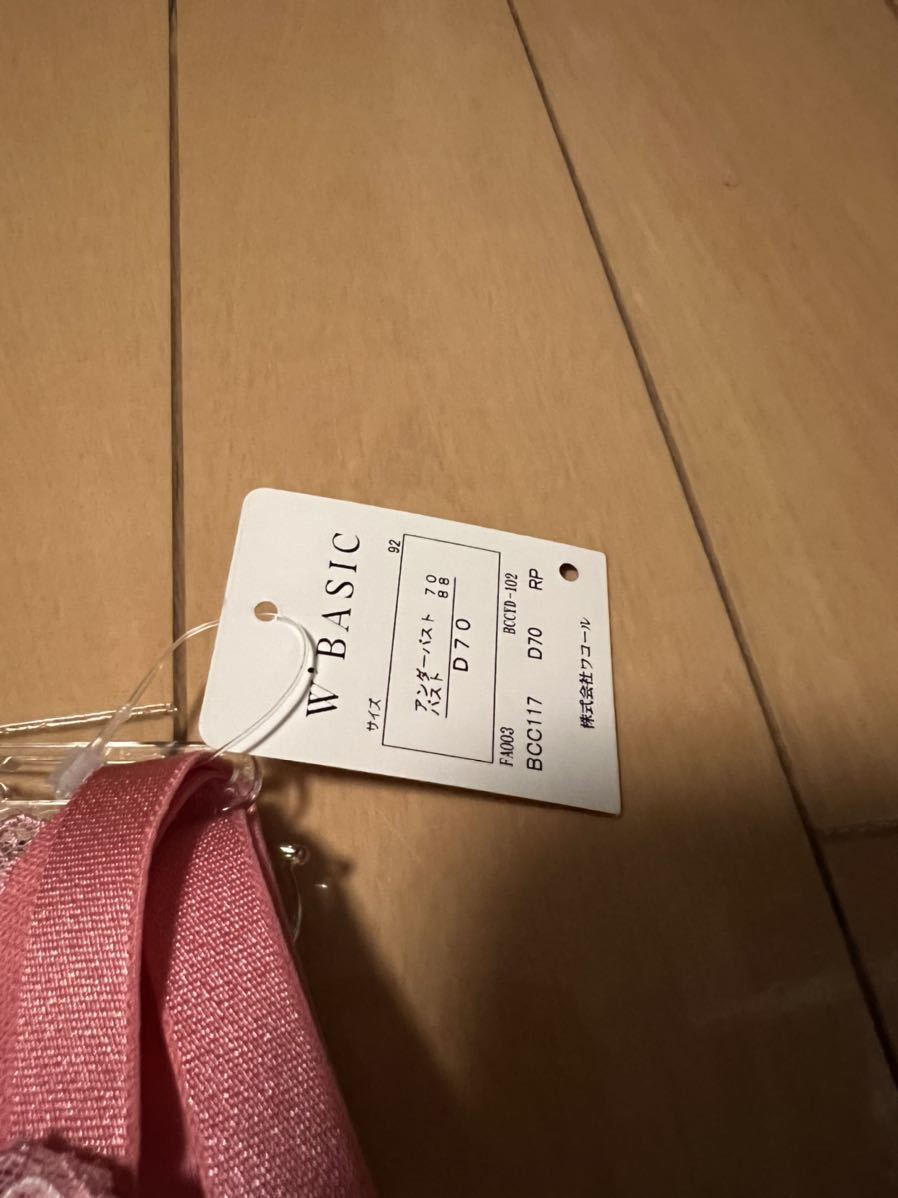 W・BASIC
サイズ 92
アンダーバスト 70
バスト 88
D70
FA003 BCCYD-102
BCC117 D70 RP
株式会社ワコール